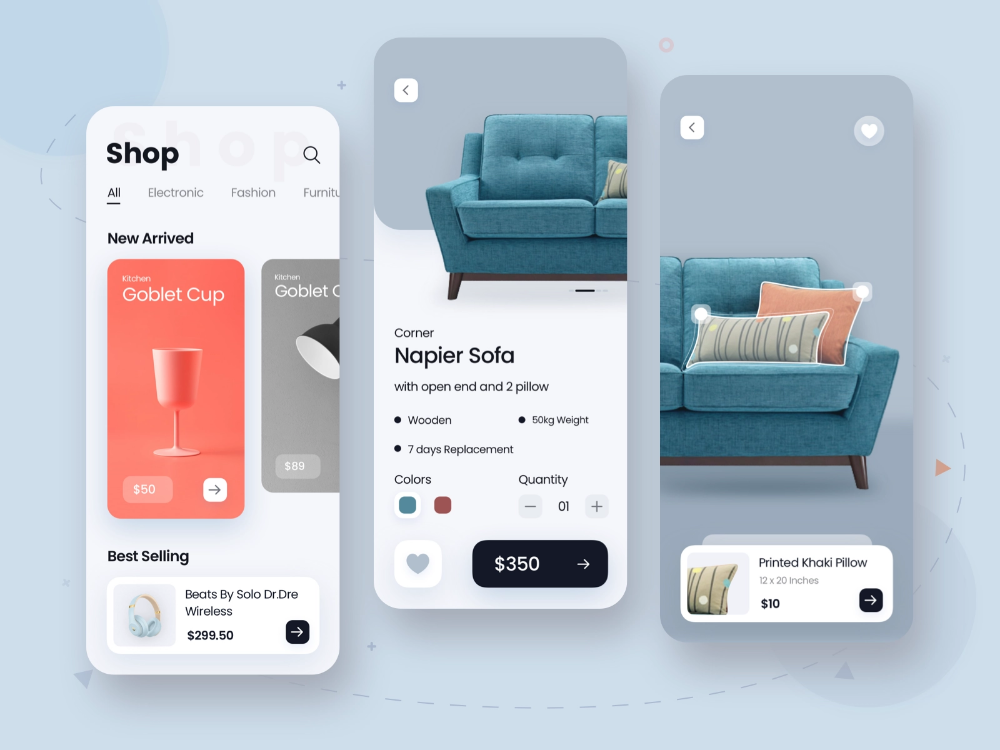 Shop
Shop
All Electronic Fashion Furnitu
New Arrived
Kitchen
Goblet Cup
$50
Kitchen
Goblet C
$89
Best Selling
Beats By Solo Dr.Dre
Wireless
$299.50
Corner
Napier Sofa
with open end and 2 pillow
Wooden
50kg Weight
7 days Replacement
Colors
Quantity
01
$350
Printed Khaki Pillow
12 x 20 Inches
$10